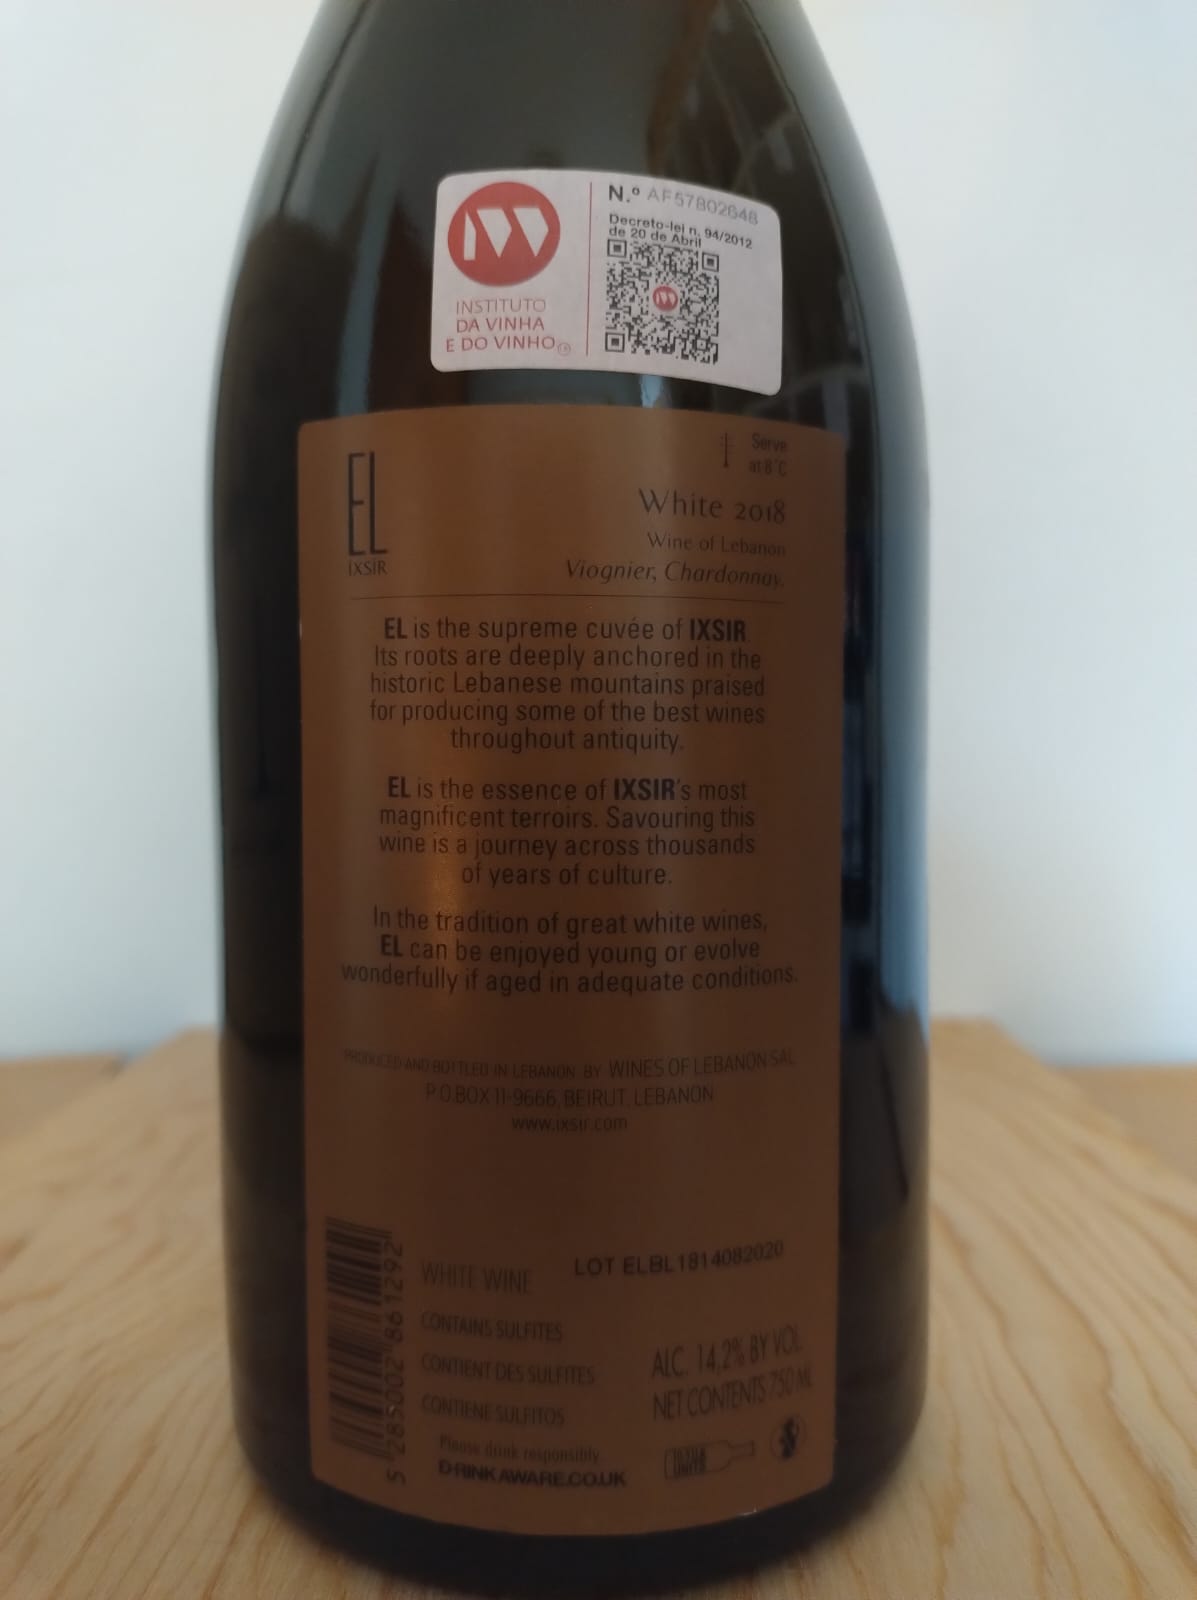 N.º AF57802648
Decreto-lei n. 94/2012
de 20 de Abril
INSTITUTO
DA VINHA
E DO VINHO
Serve
at 8°C
EL
IXSIR
White 2018
Wine of Lebanon
Viognier, Chardonnay.
EL is the supreme cuvée of IXSIR
Its roots are deeply anchored in the
historic Lebanese mountains praised
for producing some of the best wines
throughout antiquity.
EL is the essence of IXSIR's most
magnificent terroirs. Savouring this
wine is a journey across thousands
of years of culture.
In the tradition of great white wines,
EL can be enjoyed young or evolve
wonderfully if aged in adequate conditions.
PRODUCED AND BOTTLED IN LEBANON BY WINES OF LEBANON SAL
P.O.BOX 11-9666, BEIRUT, LEBANON
www.ixsir.com
5 285002 861292
LOT ELBL1814082020
WHITE WINE
CONTAINS SULFITES
CONTIENT DES SULFITES
CONTIENE SULFITOS
ALC. 14,2% BY VOL
NET CONTENTS 750 ML
Please drink responsibly
DRINKAWARE.CO.UK